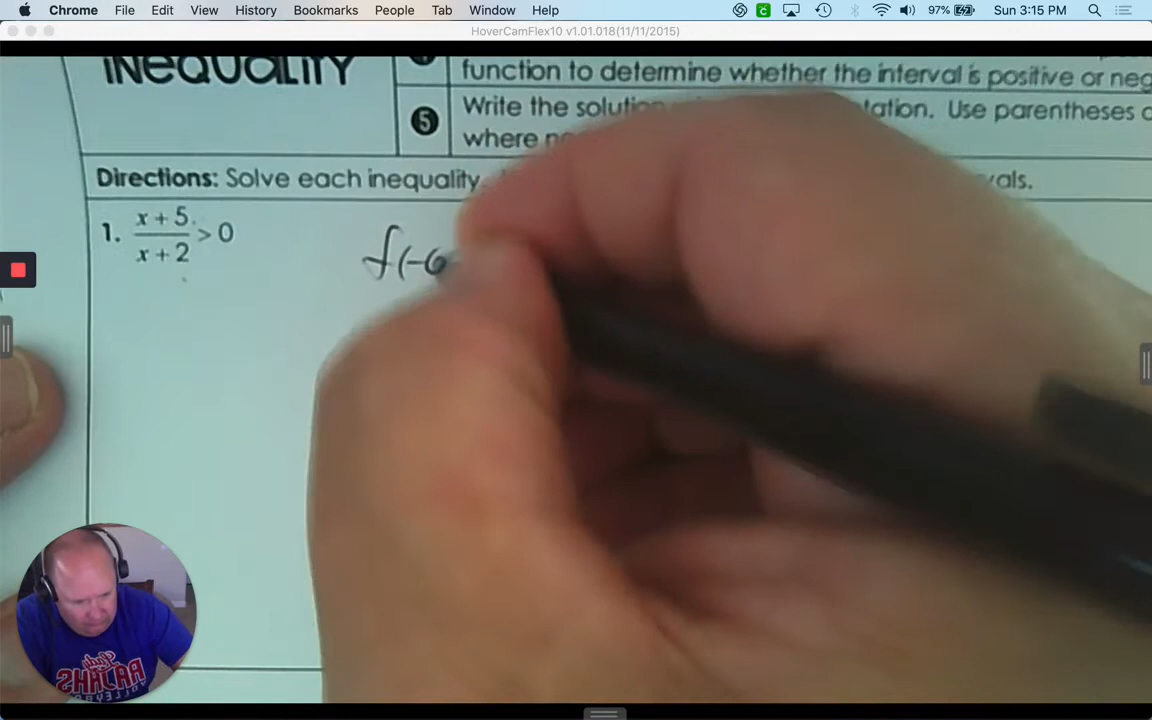 Chrome File Edit View History Bookmarks People Tab Window Help 97% Sun 3:15 PM
HoverCamFlex10 v1.01.018(11/11/2015)
INEQUALITY
function to determine whether the interval is positive or neg
5 Write the solution Use parentheses
where
Directions: Solve each inequality.
1. x + 5 / x + 2 > 0
f(-6